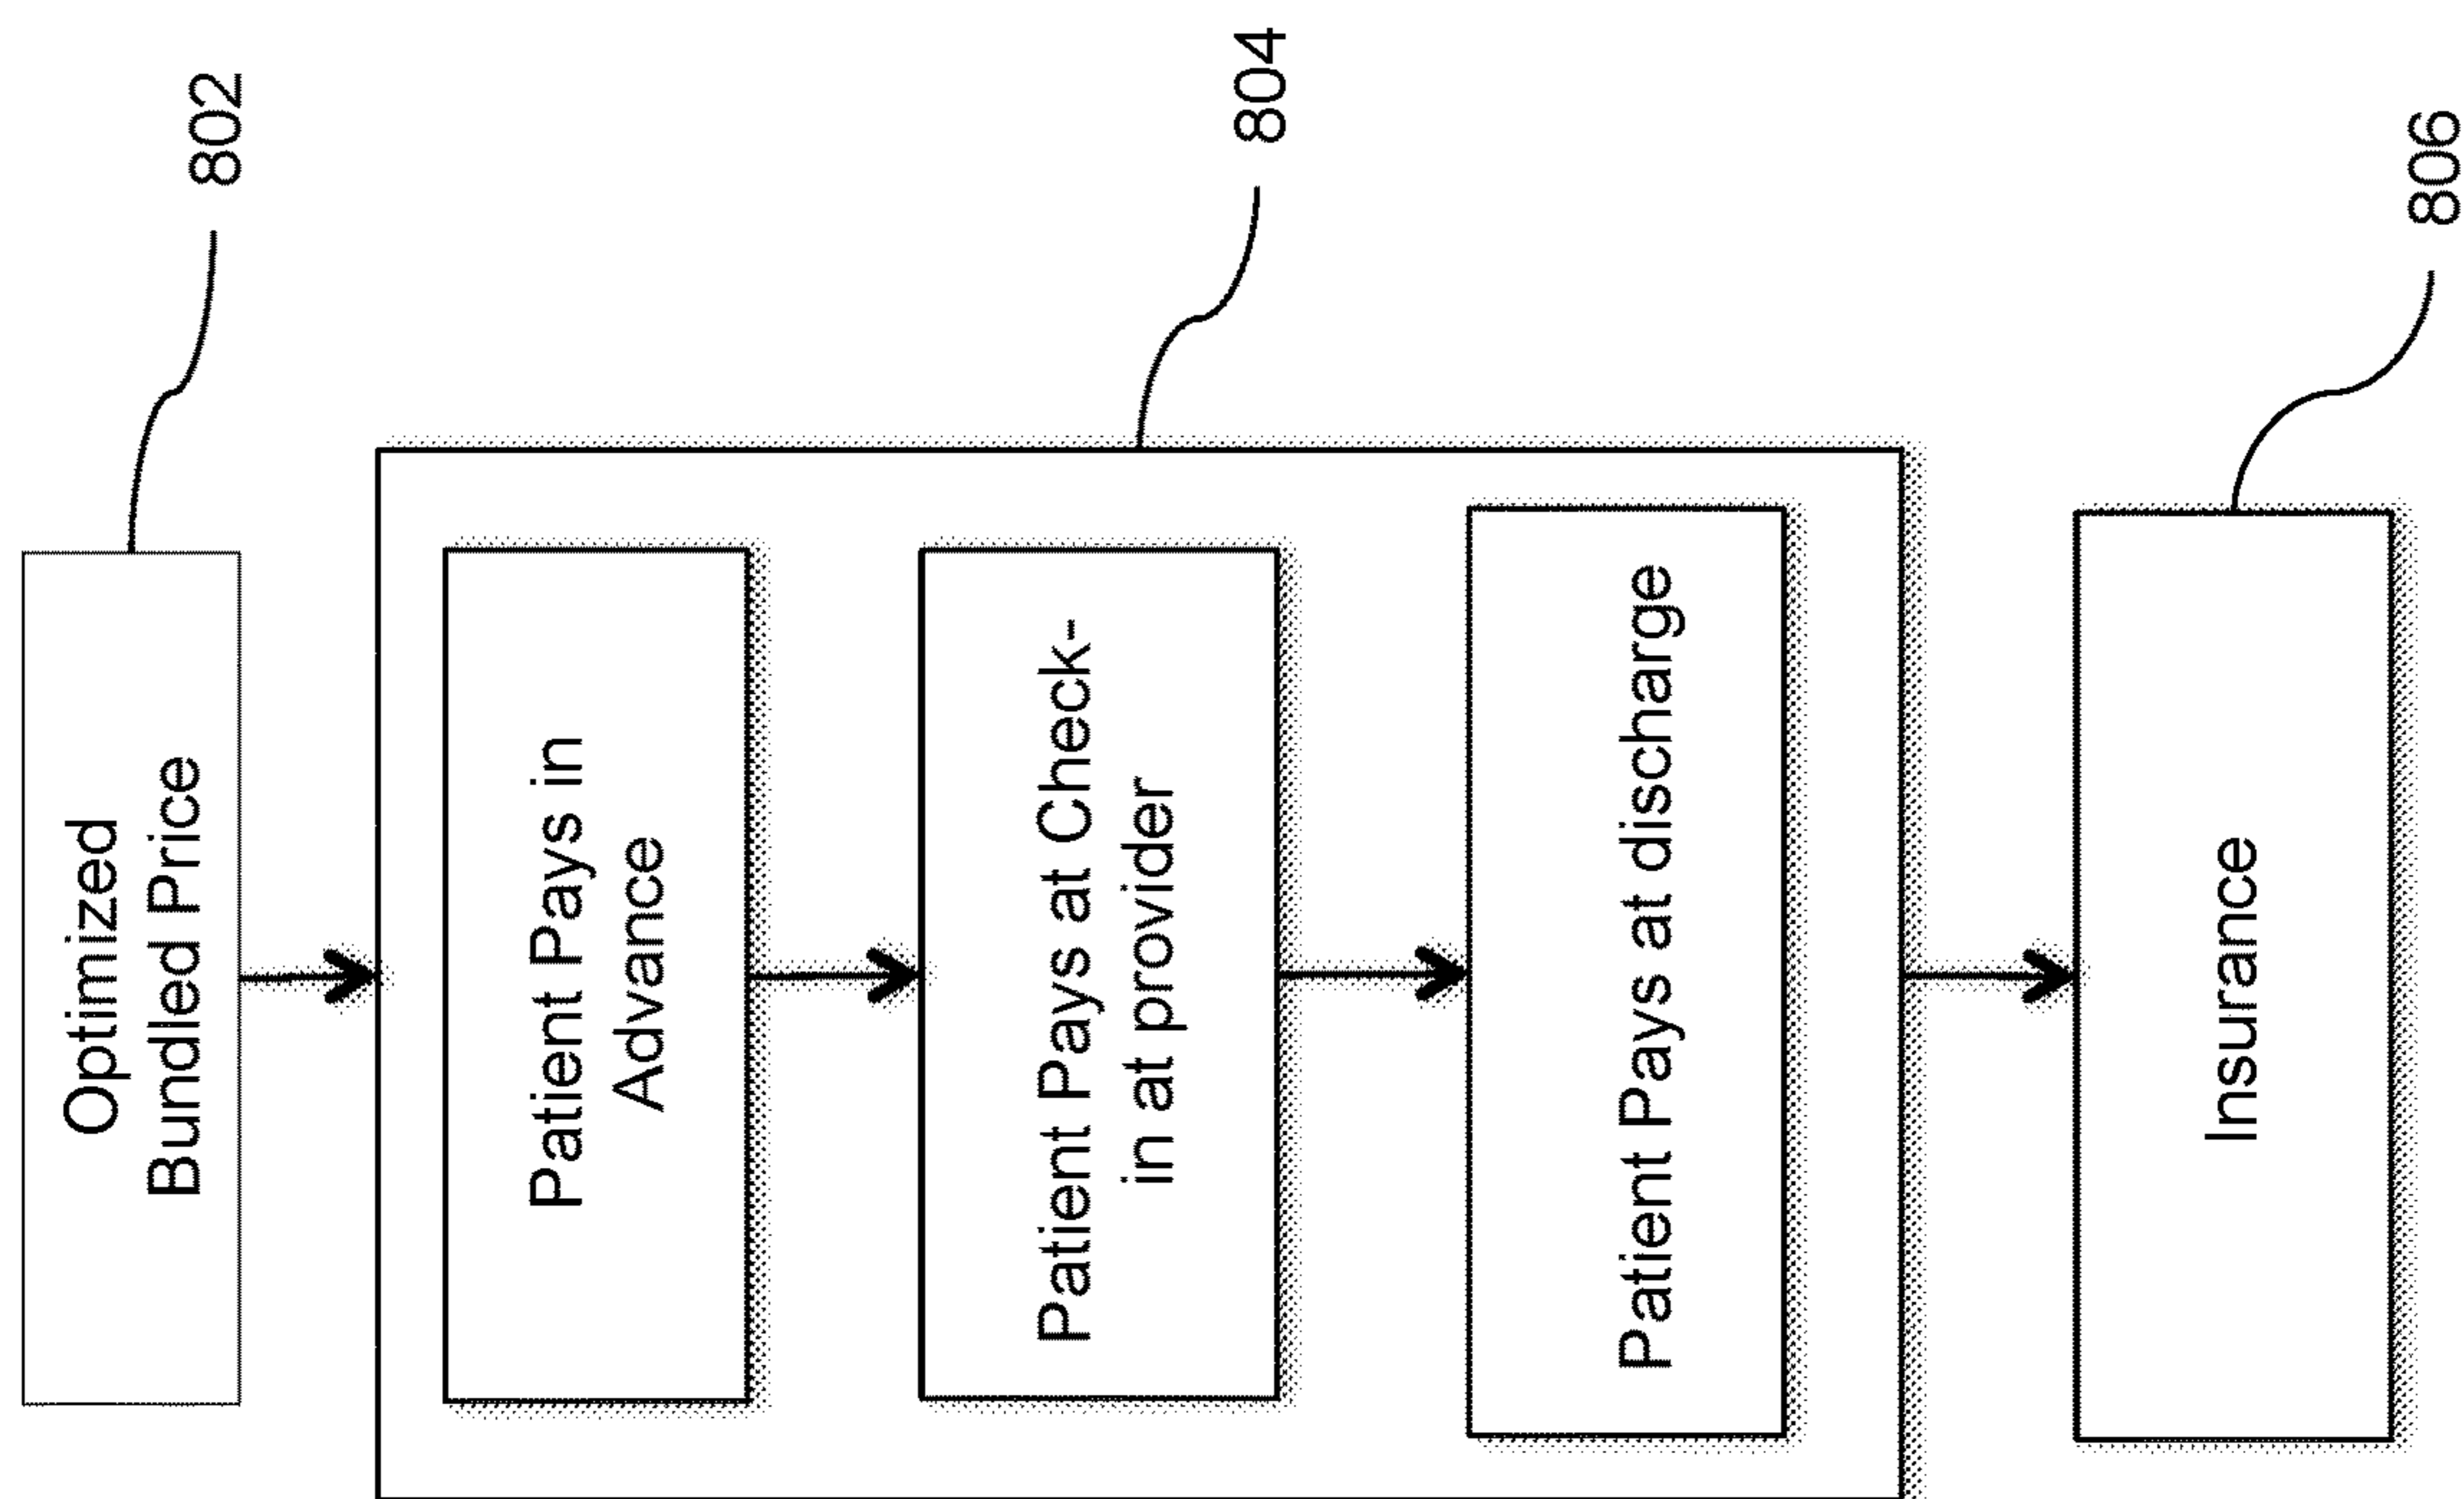 Optimized
Bundled Price
802
Patient Pays in
Advance
804
Patient Pays at Check-
in at provider
Patient Pays at discharge
Insurance
806